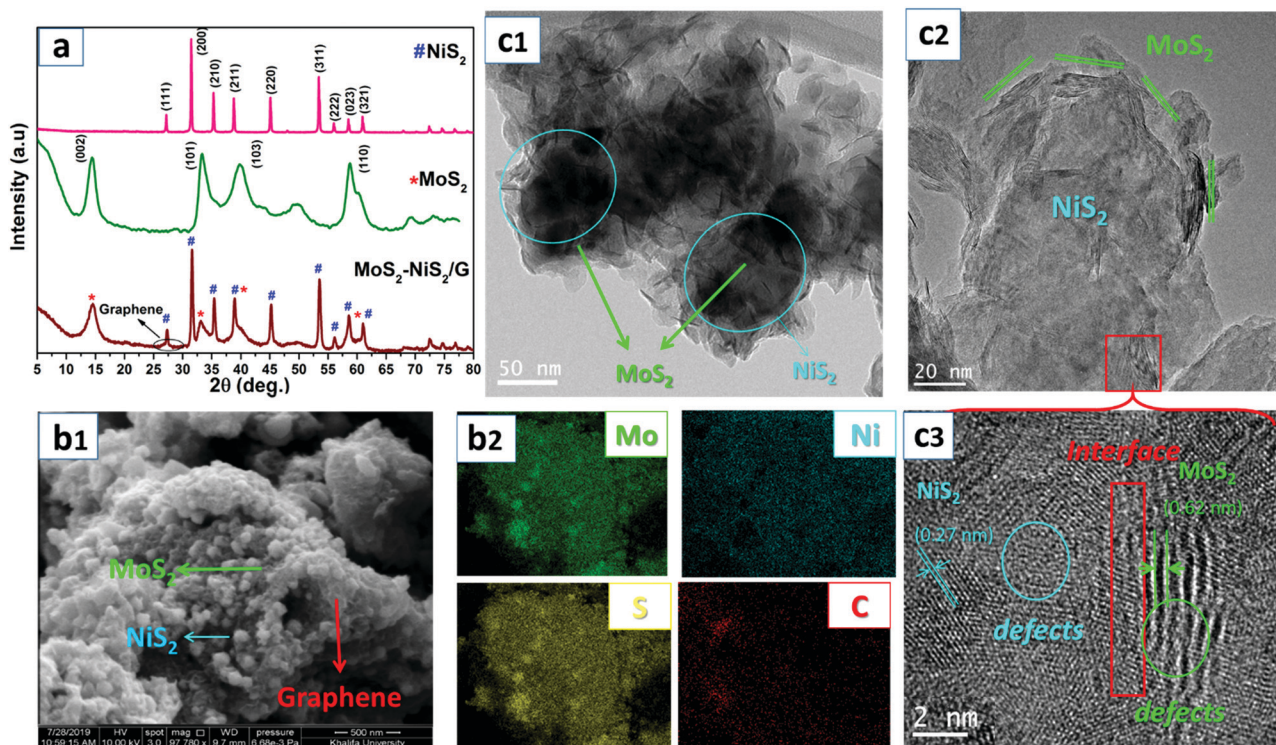 a
#NiS2
(111)
(200)
(210)
(211)
(220)
(311)
(222)
(023)
(321)
(002)
(101)
(103)
(110)
*MoS2
MoS2-NiS2/G
Graphene
# # # # # # # # #
* * * *
Intensity (a.u)
5 10 15 20 25 30 35 40 45 50 55 60 65 70 75 80
2θ (deg.)
c1
MoS2
NiS2
50 nm
c2
MoS2
NiS2
20 nm
b1
MoS2
NiS2
Graphene
7/28/2019 HV spot mag □ WD pressure 500 nm
10:59:15 AM 10.00 kV 3.0 97 780 x 9.7 mm 6.68e-3 Pa Khalifa University
b2
Mo
Ni
S
C
c3
Interface
NiS2
(0.27 nm)
MoS2
(0.62 nm)
defects
defects
2 nm